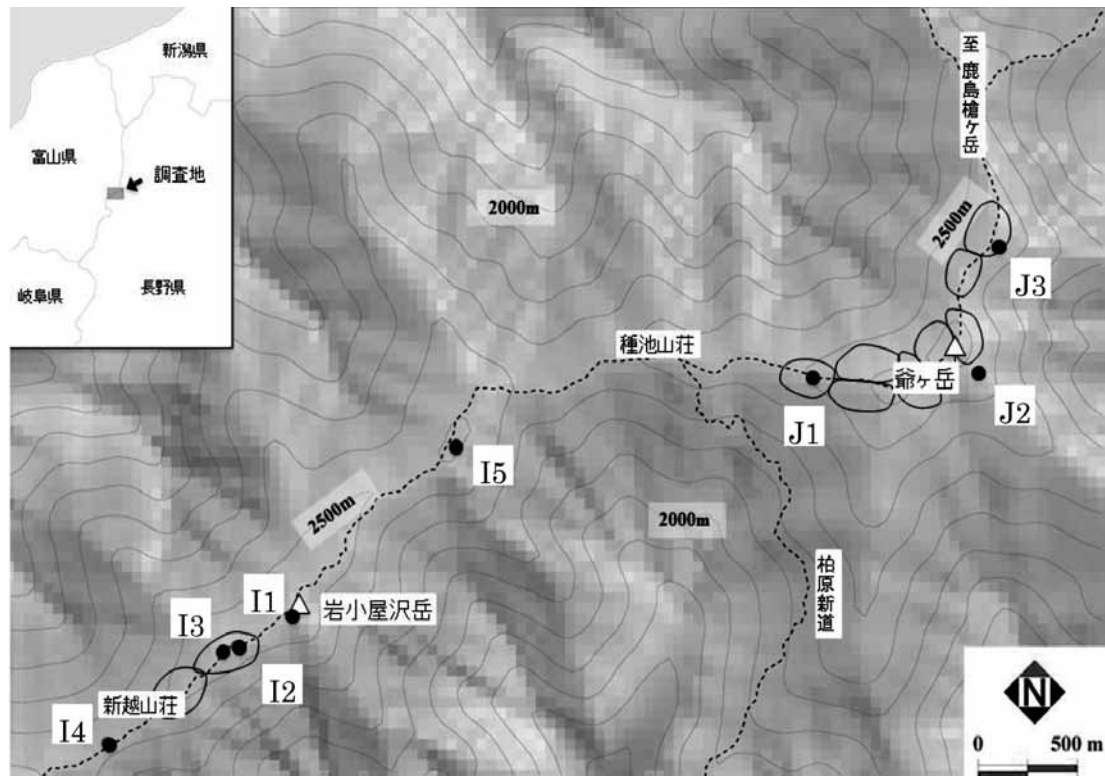 新潟県
富山県
調査地
岐阜県
長野県
至 鹿島槍ヶ岳
2000m
2500m
J3
種池山荘
爺ヶ岳
J1
J2
I5
2500m
2000m
柏原新道
I1
岩小屋沢岳
I3
I2
新越山荘
I4
N
0 500 m